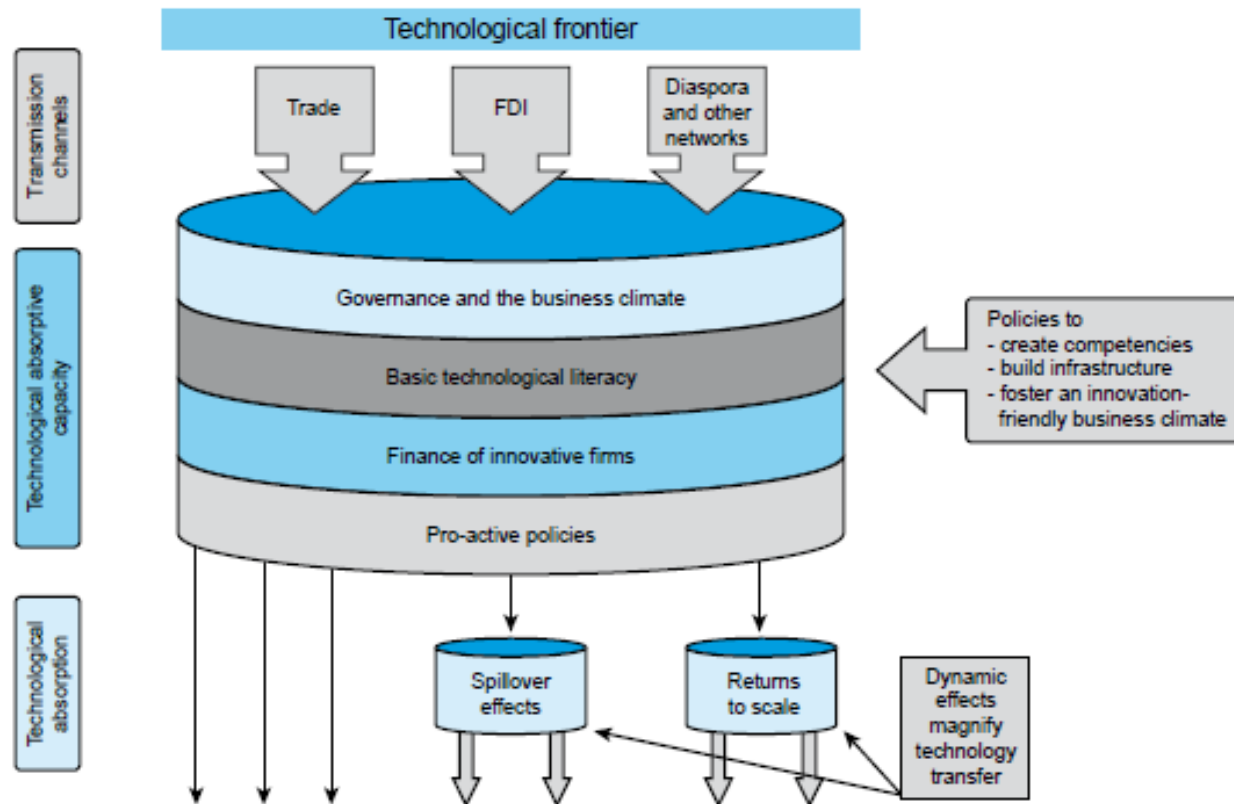 Technological frontier
Transmission
channels
Trade
FDI
Diaspora
and other
networks
Technological absorptive
capacity
Governance and the business climate
Basic technological literacy
Finance of innovative firms
Pro-active policies
Policies to
- create competencies
- build infrastructure
- foster an innovation-
friendly business climate
Technological
absorption
Spillover
effects
Returns
to scale
Dynamic
effects
magnify
technology
transfer